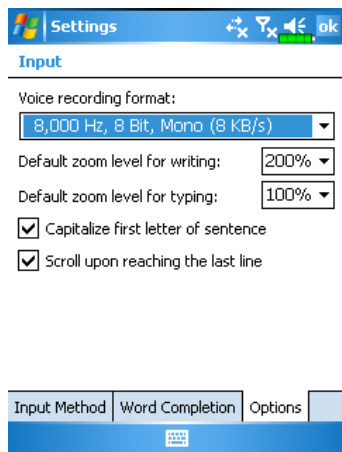 Settings ok
Input
Voice recording format:
8,000 Hz, 8 Bit, Mono (8 KB/s)
Default zoom level for writing: 200%
Default zoom level for typing: 100%
Capitalize first letter of sentence
Scroll upon reaching the last line
Input Method Word Completion Options